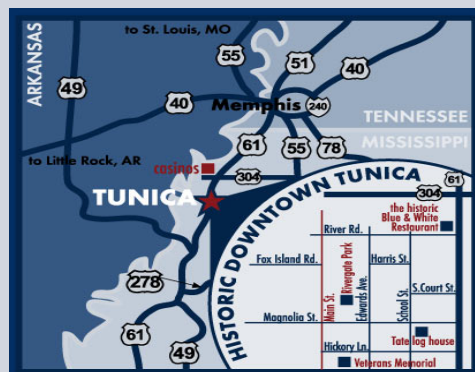 ARKANSAS
to St. Louis, MO
55
51
40
49
40
Memphis
240
TENNESSEE
MISSISSIPPI
61
55
78
to Little Rock, AR
casinos
304
TUNICA
278
61
49
HISTORIC DOWNTOWN TUNICA
61
304
the historic
Blue & White
Restaurant
River Rd.
Fox Island Rd.
Harris St.
Main St.
Rivergate Park
Edwards Ave.
School St.
S.Court St.
Magnolia St.
Tate log house
Hickory Ln.
Veterans Memorial